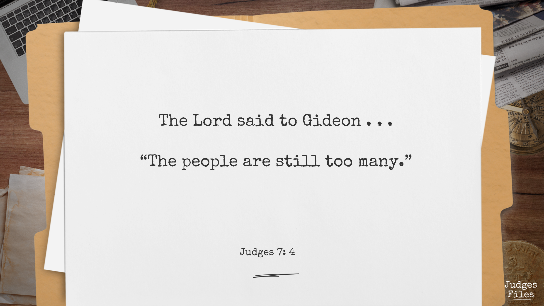 The Lord said to Gideon . . .
“The people are still too many.”
Judges 7: 4
Judges
Files